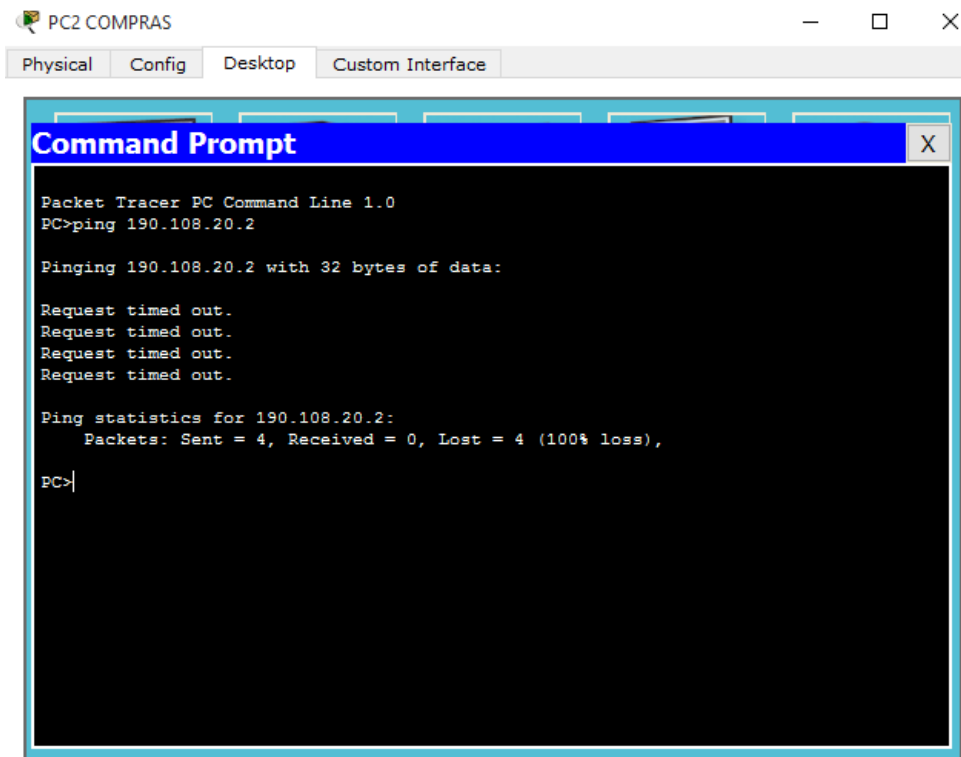 PC2 COMPRAS
Physical Config Desktop Custom Interface
Command Prompt X
Packet Tracer PC Command Line 1.0
PC>ping 190.108.20.2
Pinging 190.108.20.2 with 32 bytes of data:
Request timed out.
Request timed out.
Request timed out.
Request timed out.
Ping statistics for 190.108.20.2:
Packets: Sent = 4, Received = 0, Lost = 4 (100% loss),
PC>